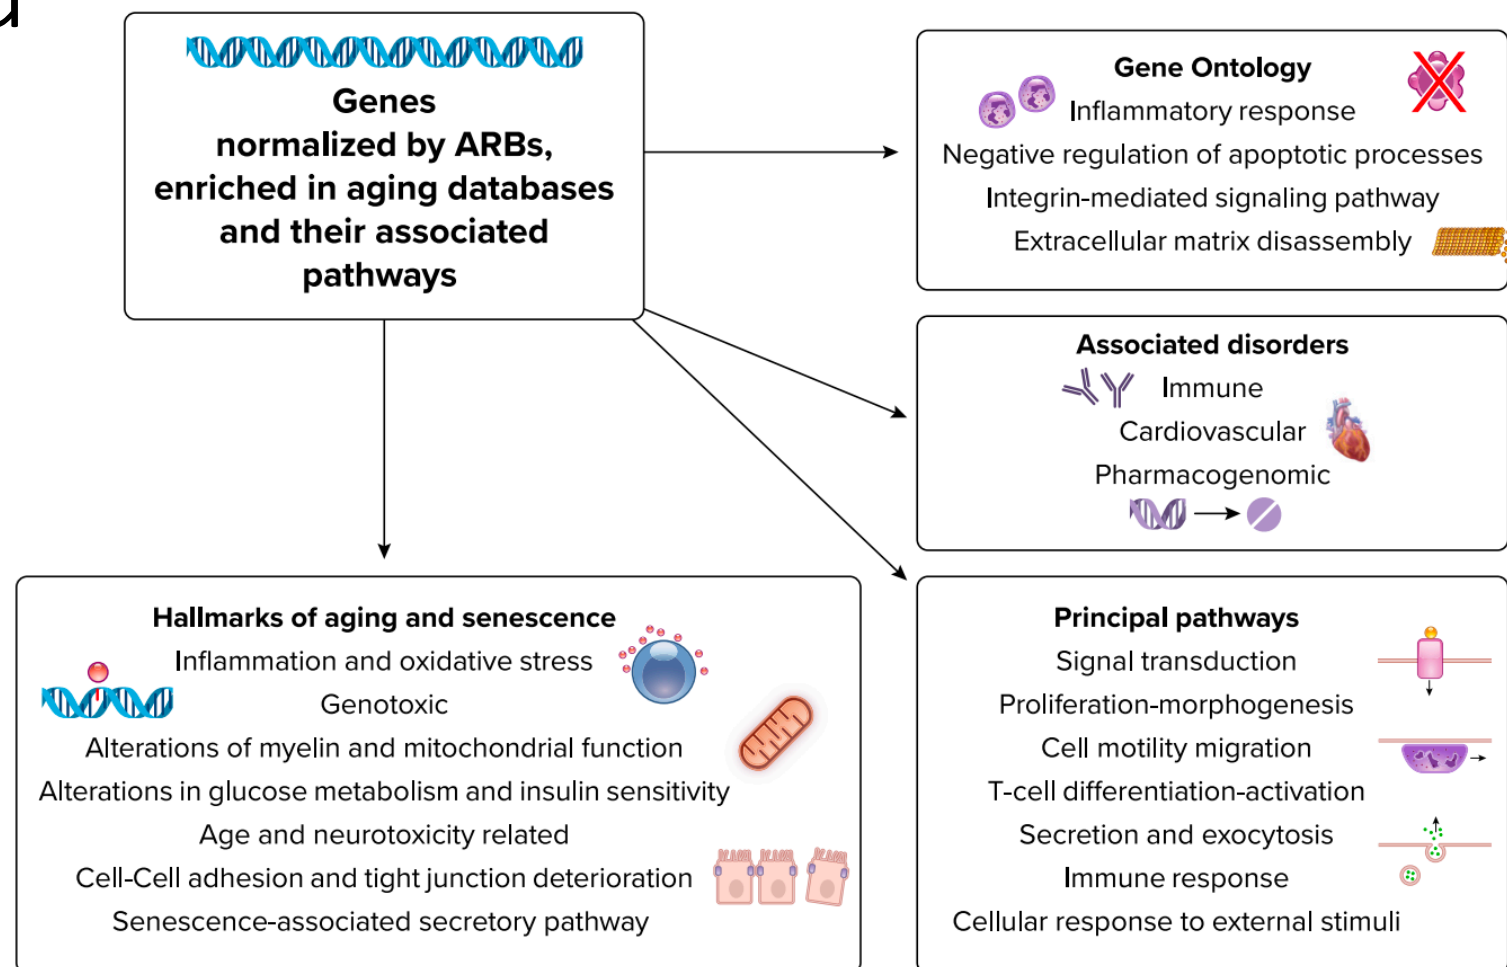 Genes
normalized by ARBs,
enriched in aging databases
and their associated
pathways
Gene Ontology
Inflammatory response
Negative regulation of apoptotic processes
Integrin-mediated signaling pathway
Extracellular matrix disassembly
Associated disorders
Immune
Cardiovascular
Pharmacogenomic
Hallmarks of aging and senescence
Inflammation and oxidative stress
Genotoxic
Alterations of myelin and mitochondrial function
Alterations in glucose metabolism and insulin sensitivity
Age and neurotoxicity related
Cell-Cell adhesion and tight junction deterioration
Senescence-associated secretory pathway
Principal pathways
Signal transduction
Proliferation-morphogenesis
Cell motility migration
T-cell differentiation-activation
Secretion and exocytosis
Immune response
Cellular response to external stimuli